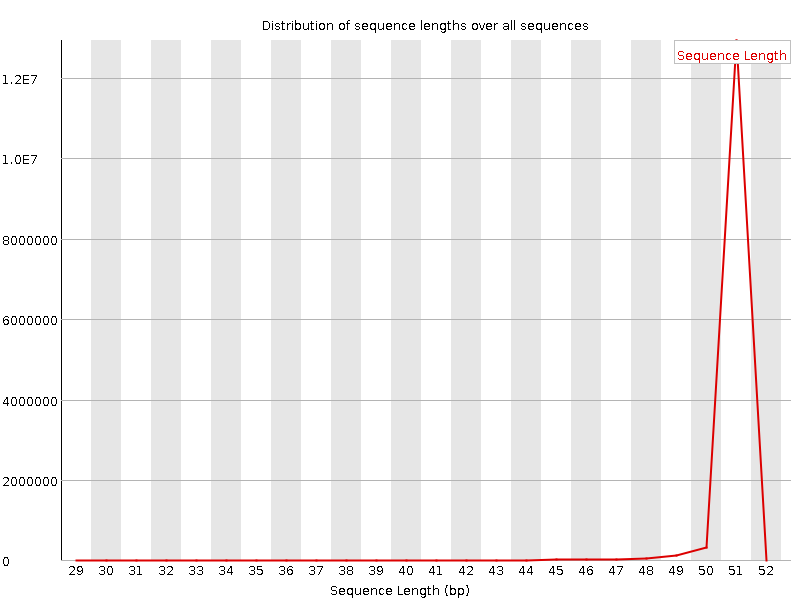 Distribution of sequence lengths over all sequences
Sequence Length
1.2E7
1.0E7
8000000
6000000
4000000
2000000
0
29 30 31 32 33 34 35 36 37 38 39 40 41 42 43 44 45 46 47 48 49 50 51 52
Sequence Length (bp)